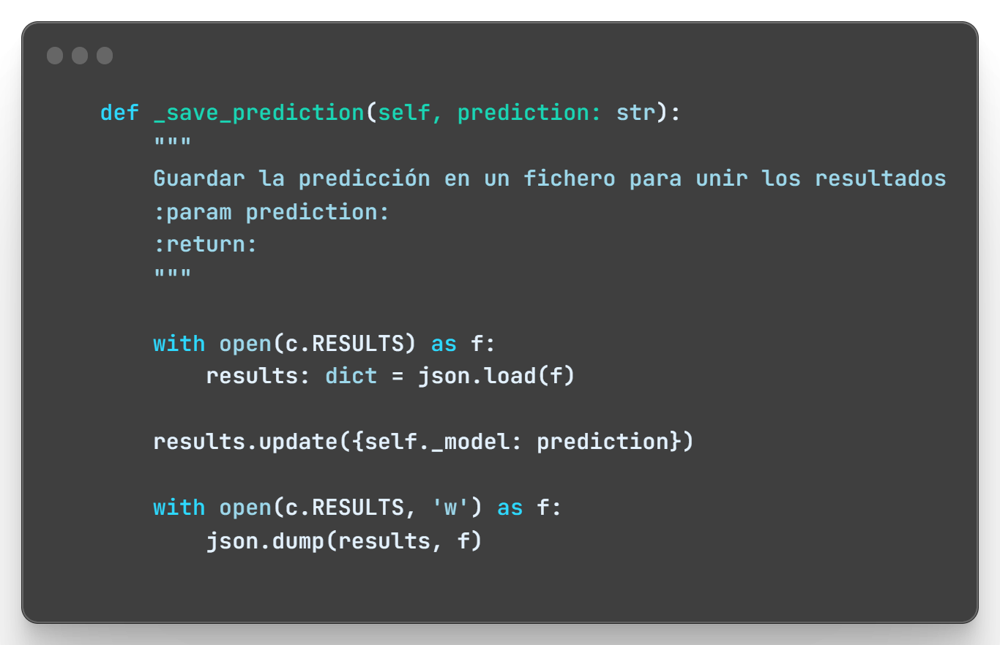 def _save_prediction(self, prediction: str):
"""
Guardar la predicción en un fichero para unir los resultados
:param prediction:
:return:
"""
with open(c.RESULTS) as f:
results: dict = json.load(f)
results.update({self._model: prediction})
with open(c.RESULTS, 'w') as f:
json.dump(results, f)